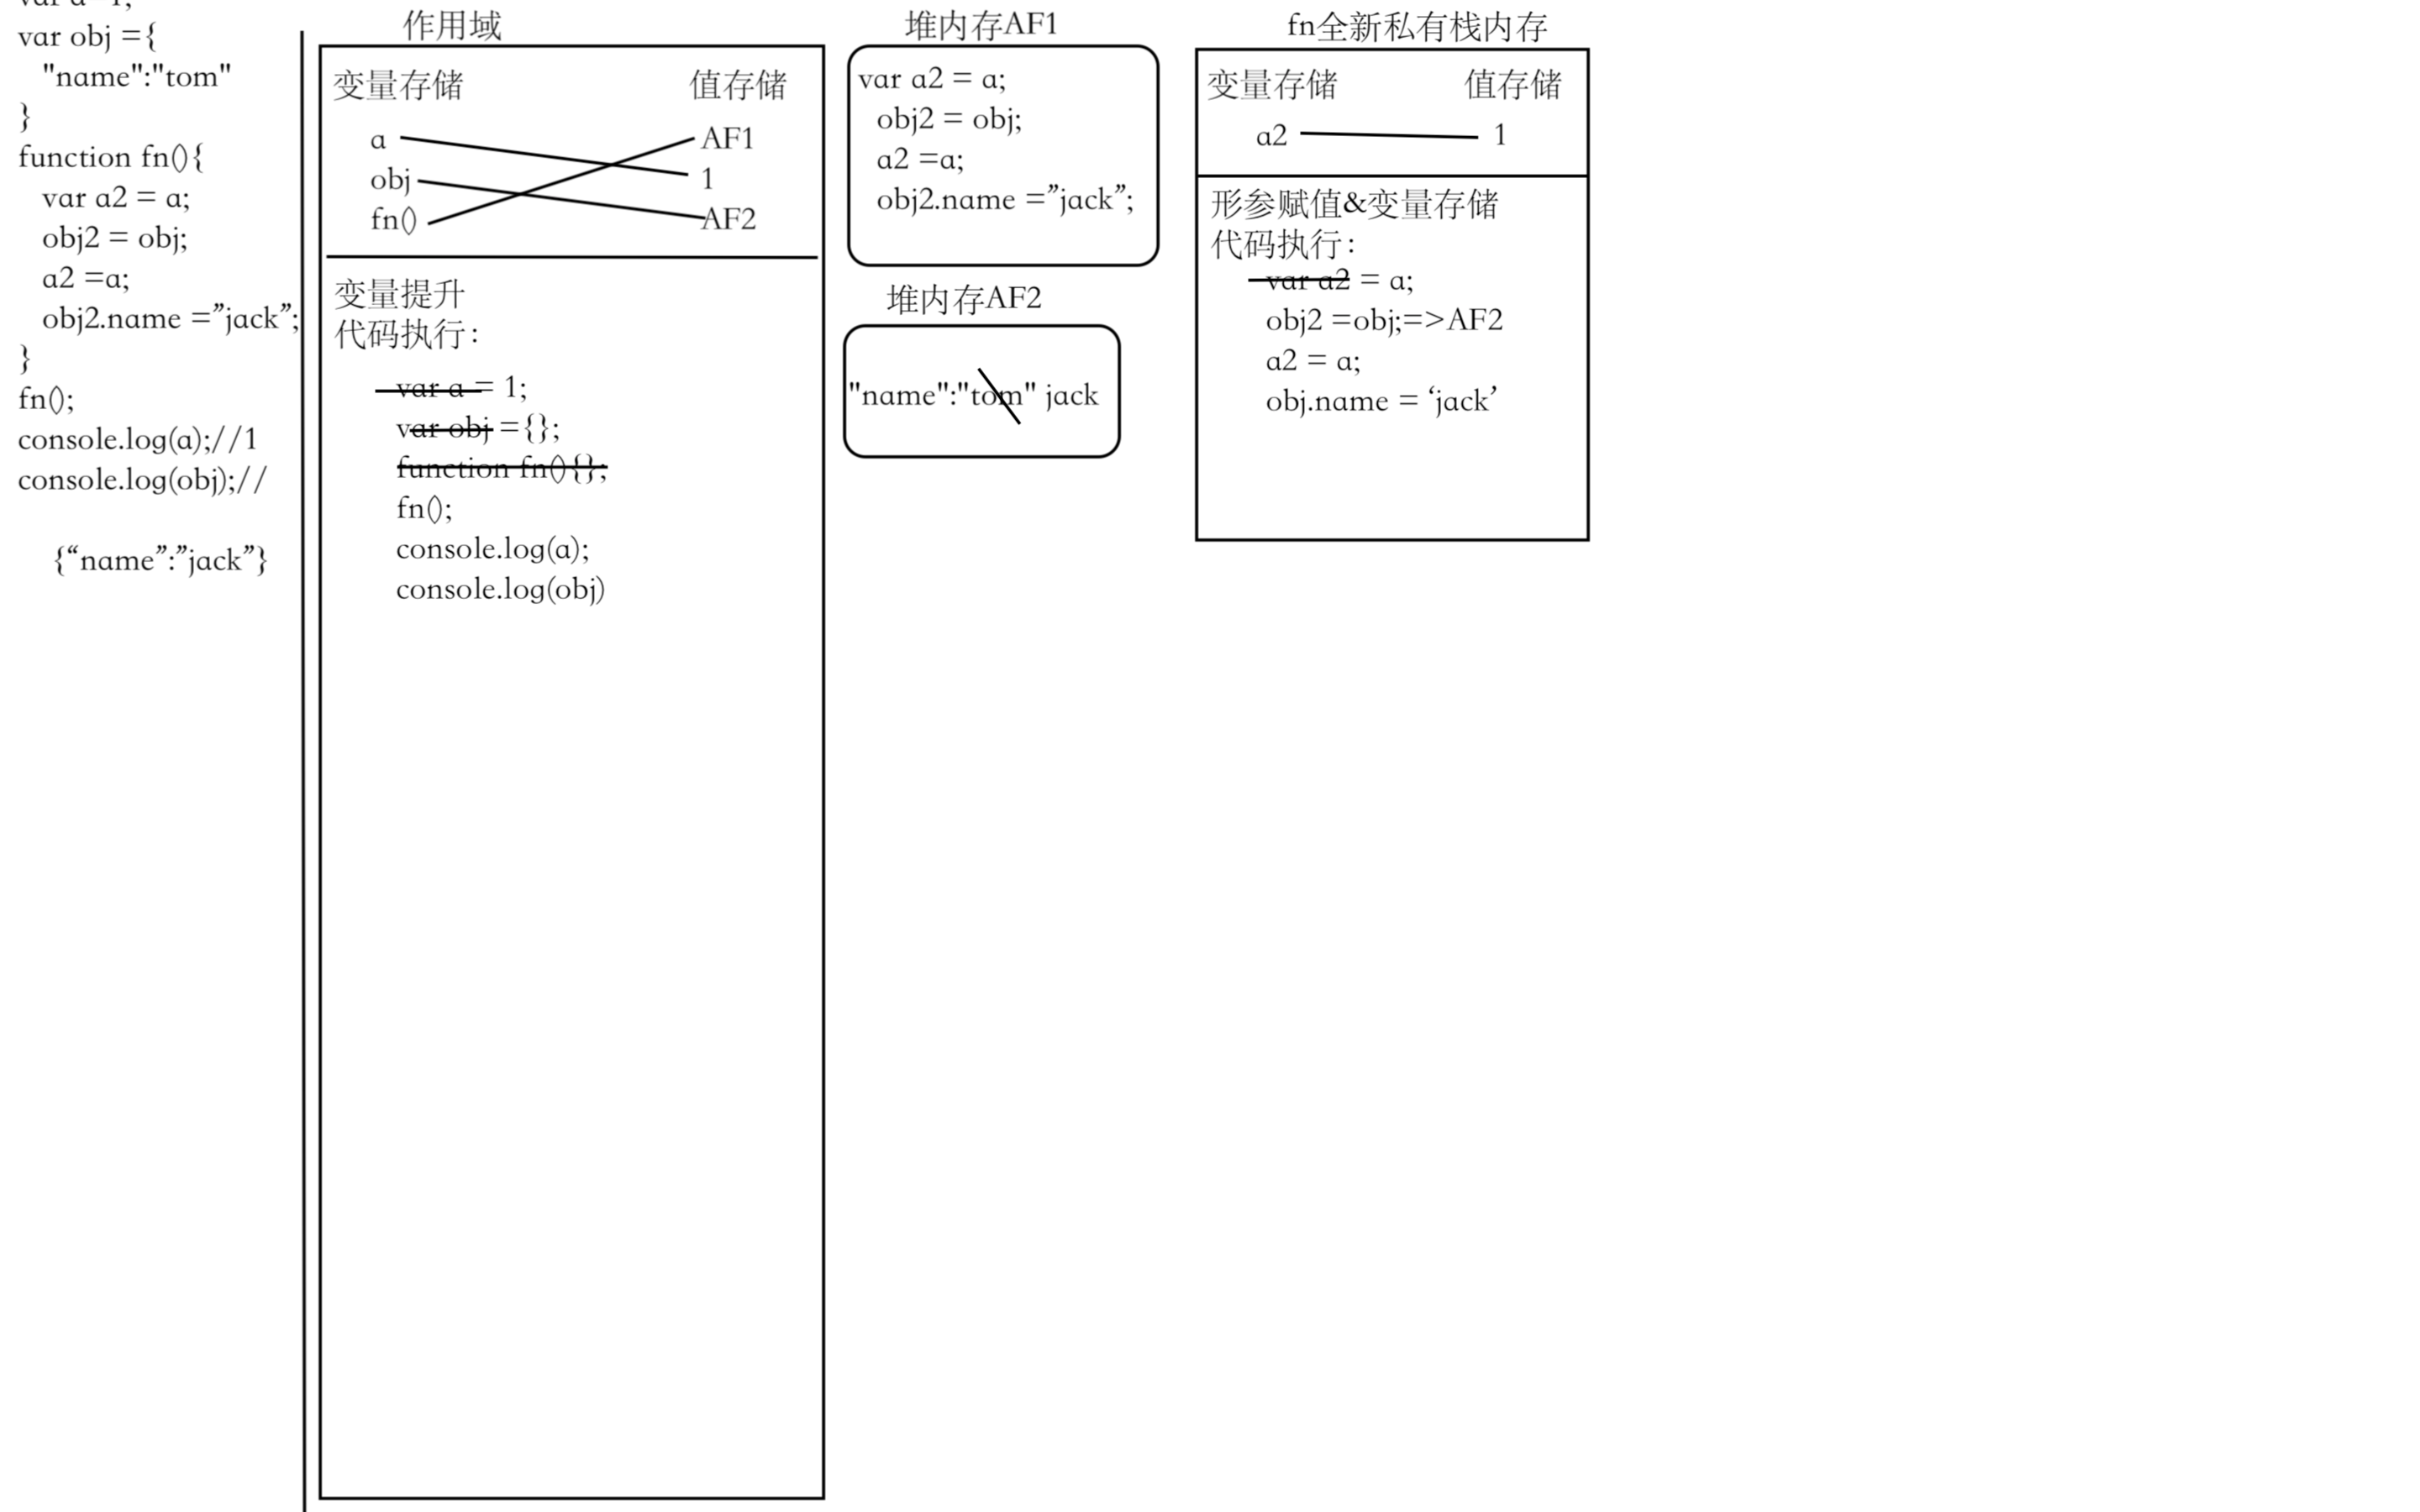 var obj ={
"name":"tom"
}
function fn(){
var a2 = a;
obj2 = obj;
a2 =a;
obj2.name =”jack”;
}
fn();
console.log(a);//1
console.log(obj);//
{“name”:”jack”}
作用域
变量存储 值存储
a AF1
obj 1
fn() AF2
变量提升
代码执行：
var a = 1;
var obj ={};
function fn(){};
fn();
console.log(a);
console.log(obj)
堆内存AF1
var a2 = a;
obj2 = obj;
a2 =a;
obj2.name =”jack”;
堆内存AF2
"name":"tom" jack
fn全新私有栈内存
变量存储 值存储
a2 1
形参赋值&变量存储
代码执行：
var a2 = a;
obj2 =obj;=>AF2
a2 = a;
obj.name = ‘jack’